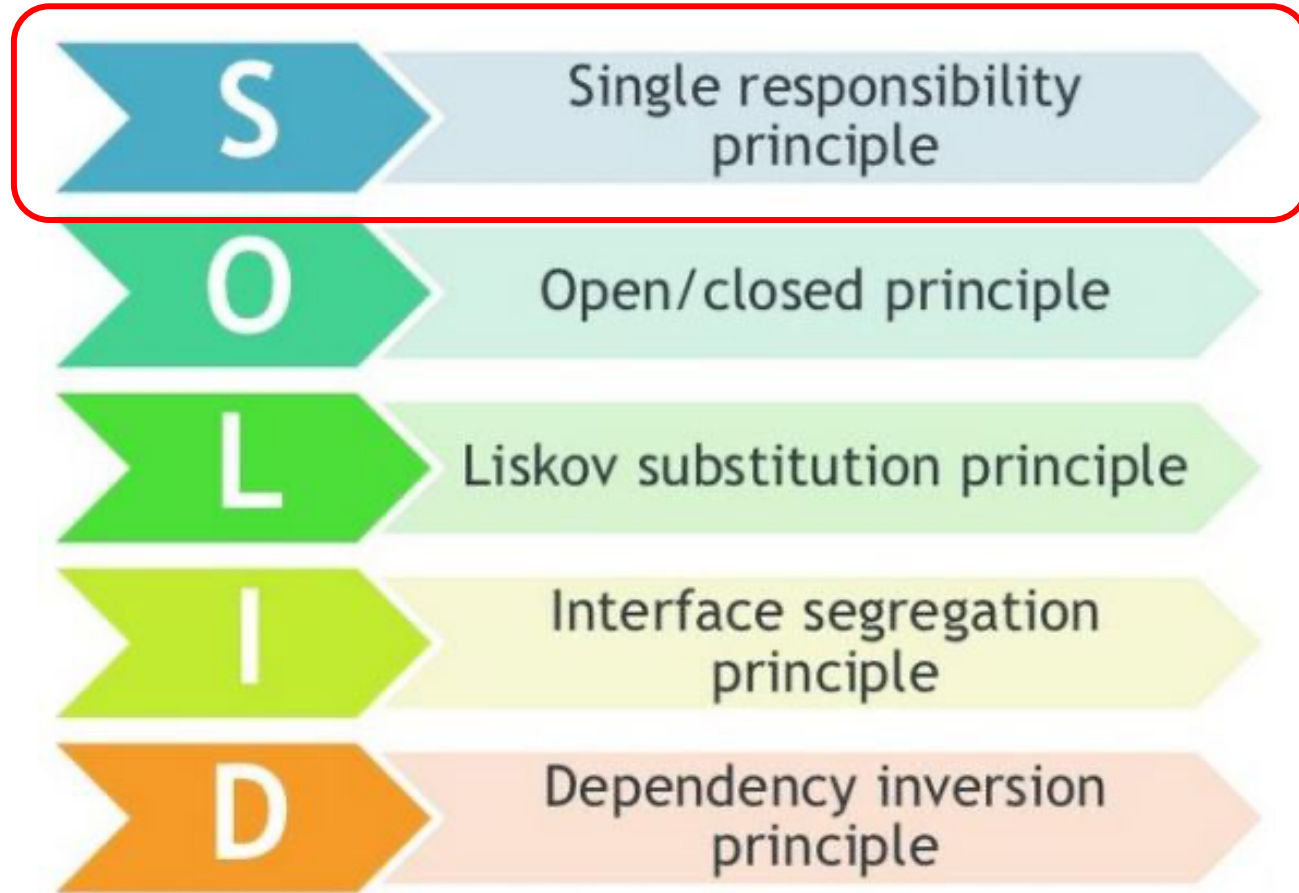 S
Single responsibility
principle
O
Open/closed principle
L
Liskov substitution principle
I
Interface segregation
principle
D
Dependency inversion
principle